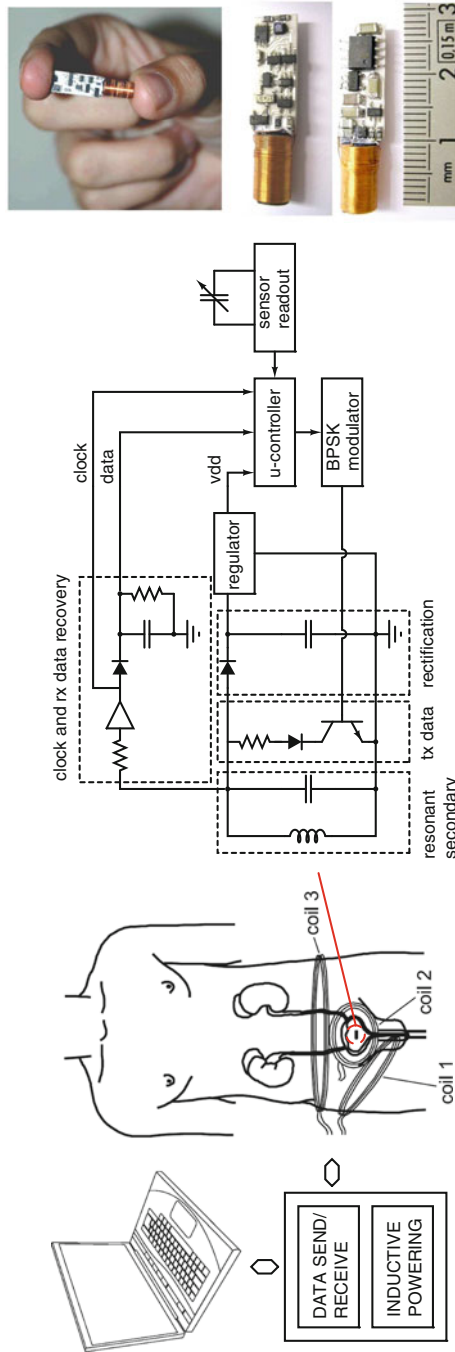 DATA SEND/
RECEIVE
INDUCTIVE
POWERING
coil 1
coil 2
coil 3
clock and rx data recovery
clock
data
vdd
regulator
u-controller
sensor
readout
BPSK
modulator
resonant
secondary
tx data
rectification
mm 1 2 3
0,15 m